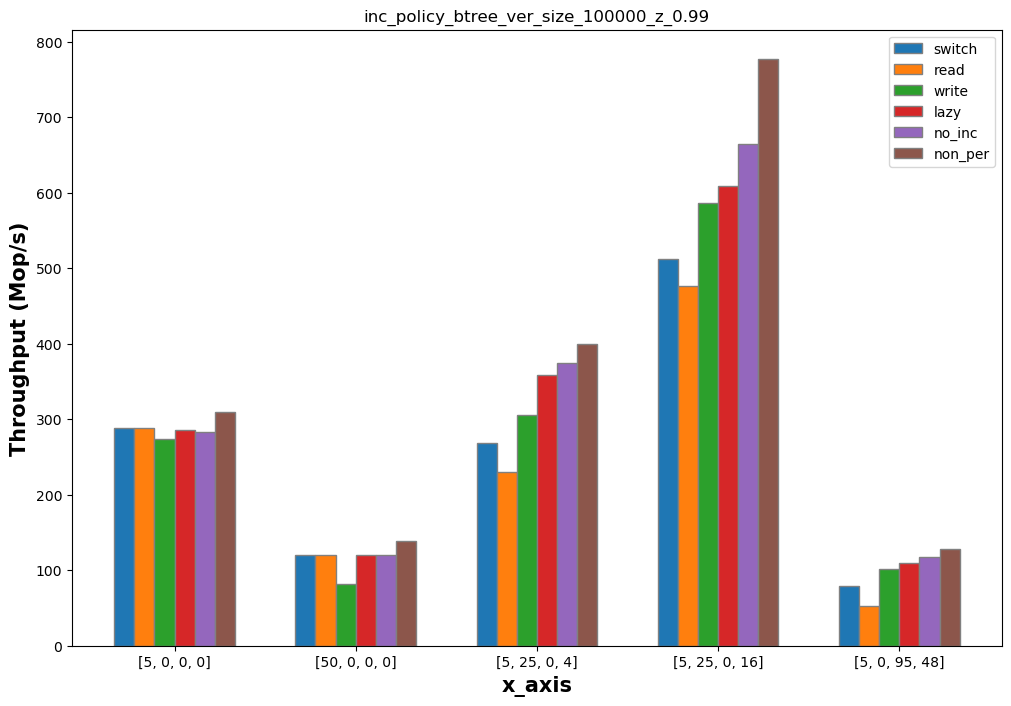 inc_policy_btree_ver_size_100000_z_0.99
800
700
600
500
400
300
200
100
0
Throughput (Mop/s)
switch
read
write
lazy
no_inc
non_per
[5, 0, 0, 0]
[50, 0, 0, 0]
[5, 25, 0, 4]
[5, 25, 0, 16]
[5, 0, 95, 48]
x_axis